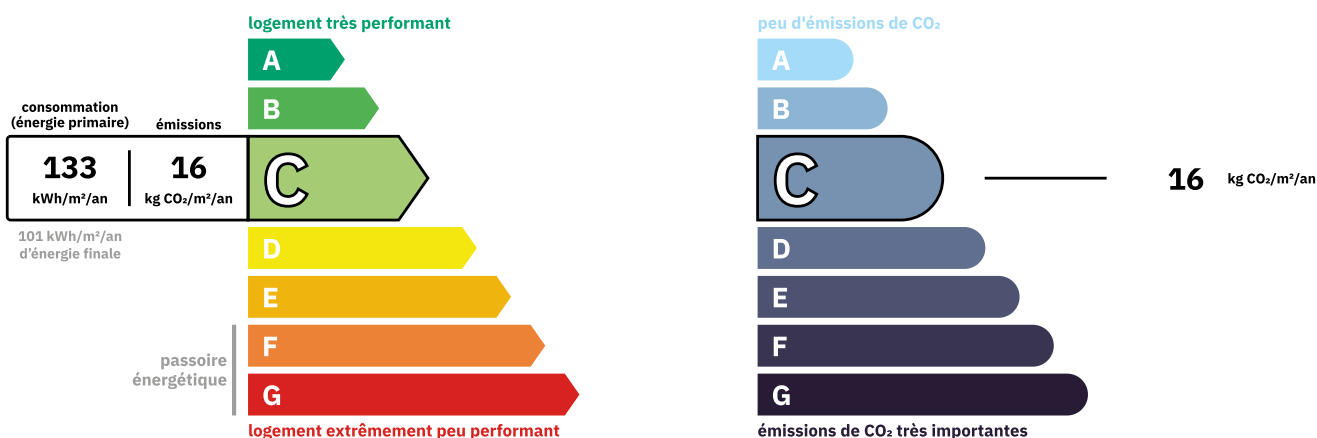 logement très performant
A
B
consommation
(énergie primaire)
émissions
133
kWh/m²/an
16
kg CO₂/m²/an
C
101 kWh/m²/an
d'énergie finale
D
E
F
G
passoire
énergétique
logement extrêmement peu performant
peu d'émissions de CO₂
A
B
C
16 kg CO₂/m²/an
D
E
F
G
émissions de CO₂ très importantes